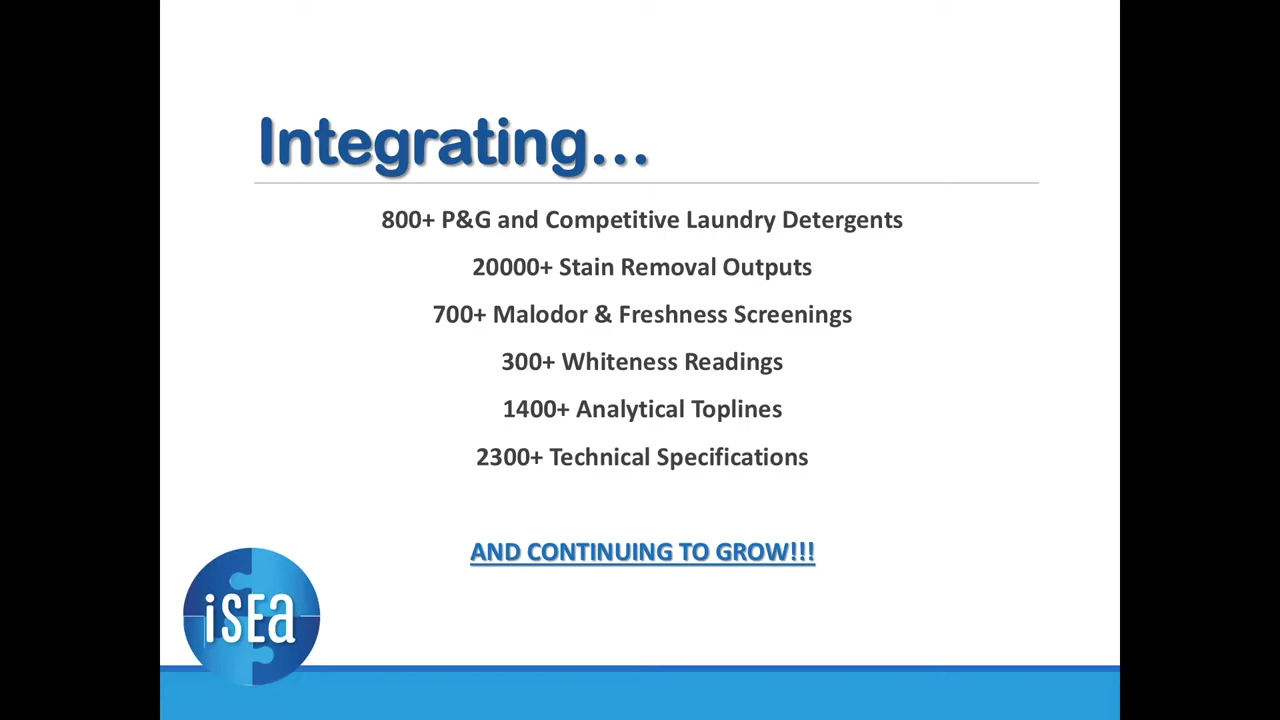 Integrating...
800+ P&G and Competitive Laundry Detergents
20000+ Stain Removal Outputs
700+ Malodor & Freshness Screenings
300+ Whiteness Readings
1400+ Analytical Toplines
2300+ Technical Specifications
AND CONTINUING TO GROW!!!
iSEa